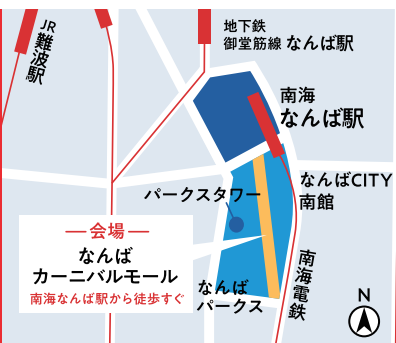 JR
難波駅
地下鉄
御堂筋線 なんば駅
南海
なんば駅
なんばCITY
南館
パークスタワー
会場
なんば
カーニバルモール
南海なんば駅から徒歩すぐ
なんば
パークス
南海電鉄
N